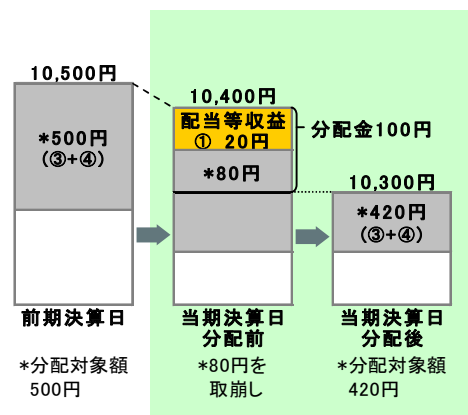 10,500円
*500円
(③+④)
前期決算日
*分配対象額
500円
10,400円
配当等収益
① 20円
*80円
分配金100円
当期決算日
分配前
*80円を
取崩し
10,300円
*420円
(③+④)
当期決算日
分配後
*分配対象額
420円